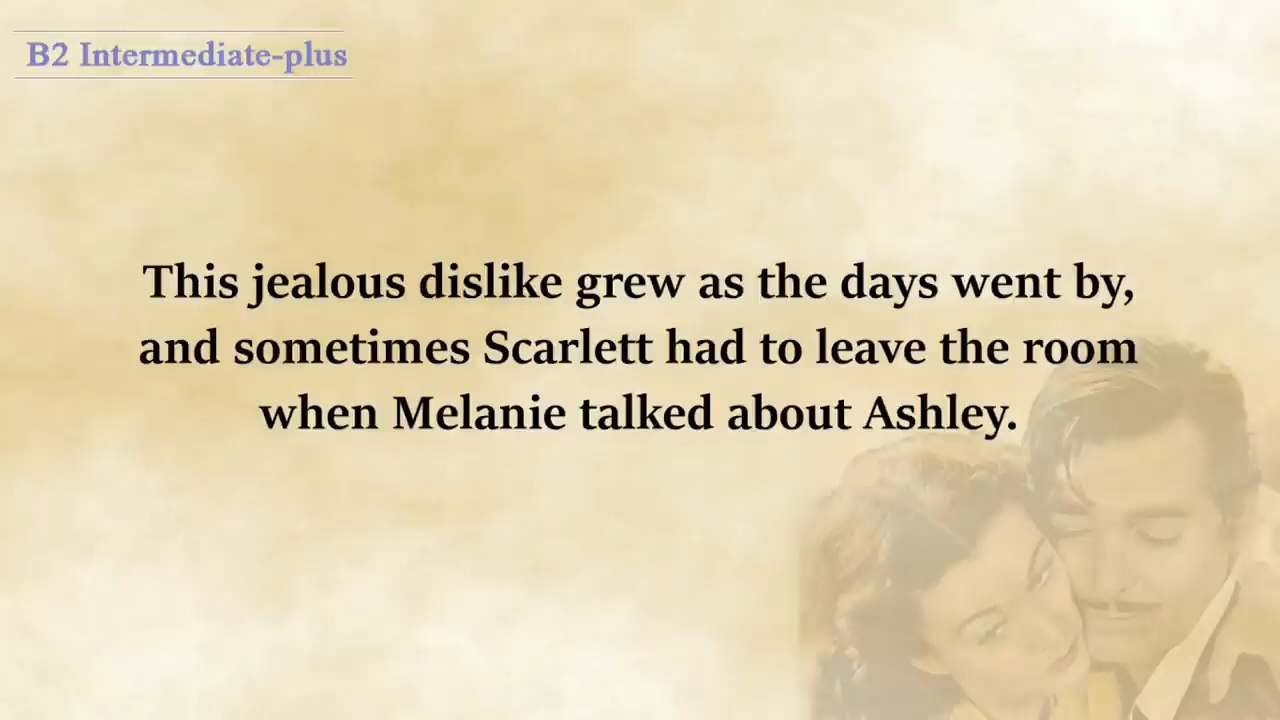 B2 Intermediate-plus
This jealous dislike grew as the days went by,
and sometimes Scarlett had to leave the room
when Melanie talked about Ashley.